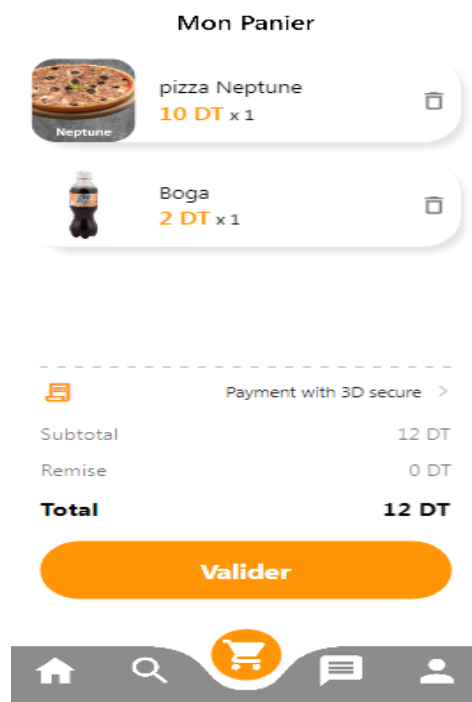 Mon Panier
pizza Neptune
10 DT x 1
Neptune
Boga
2 DT x 1
Payment with 3D secure >
Subtotal 12 DT
Remise 0 DT
Total 12 DT
Valider